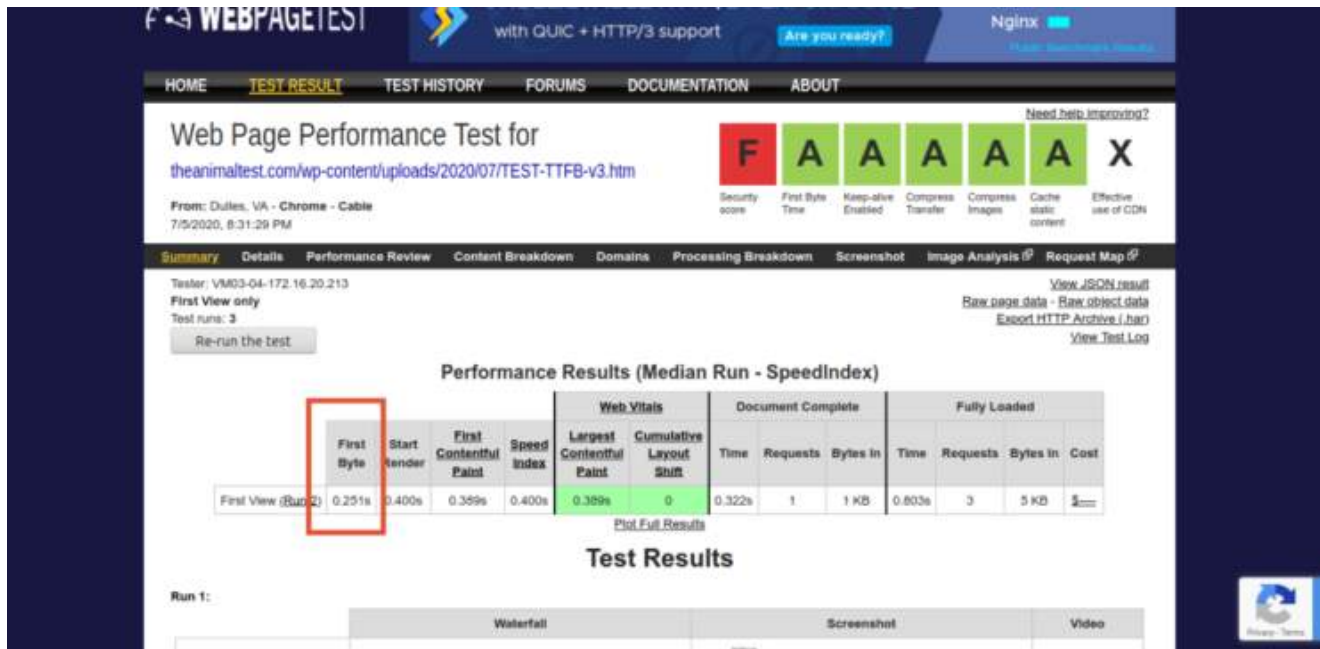 WEBPAGETEST
with QUIC + HTTP/3 support
Are you ready?
Nginx
HOME TEST RESULT TEST HISTORY FORUMS DOCUMENTATION ABOUT
Need help improving?
Web Page Performance Test for
theanimaltest.com/wp-content/uploads/2020/07/TEST-TTFB-v3.htm
From: Dulles, VA - Chrome - Cable
7/5/2020, 8:31:29 PM
F A A A A A X
Security score First Byte Time Keep-alive Enabled Compress Transfer Compress Images Cache static content Effective use of CDN
Summary Details Performance Review Content Breakdown Domains Processing Breakdown Screenshot Image Analysis Request Map
Tester: VM03-04-172.16.20.213
First View only
Test runs: 3
Re-run the test
View JSON result
Raw page data - Raw object data
Export HTTP Archive (.har)
View Test Log
Performance Results (Median Run - SpeedIndex)
Web Vitals Document Complete Fully Loaded
First Byte Start Render First Contentful Paint Speed Index Largest Contentful Paint Cumulative Layout Shift Time Requests Bytes In Time Requests Bytes In Cost
First View (Run 2) 0.251s 0.400s 0.389s 0.400s 0.389s 0 0.322s 1 1 KB 0.803s 3 5 KB $----
Plot Full Results
Test Results
Run 1:
Waterfall Screenshot Video
Privacy - Terms